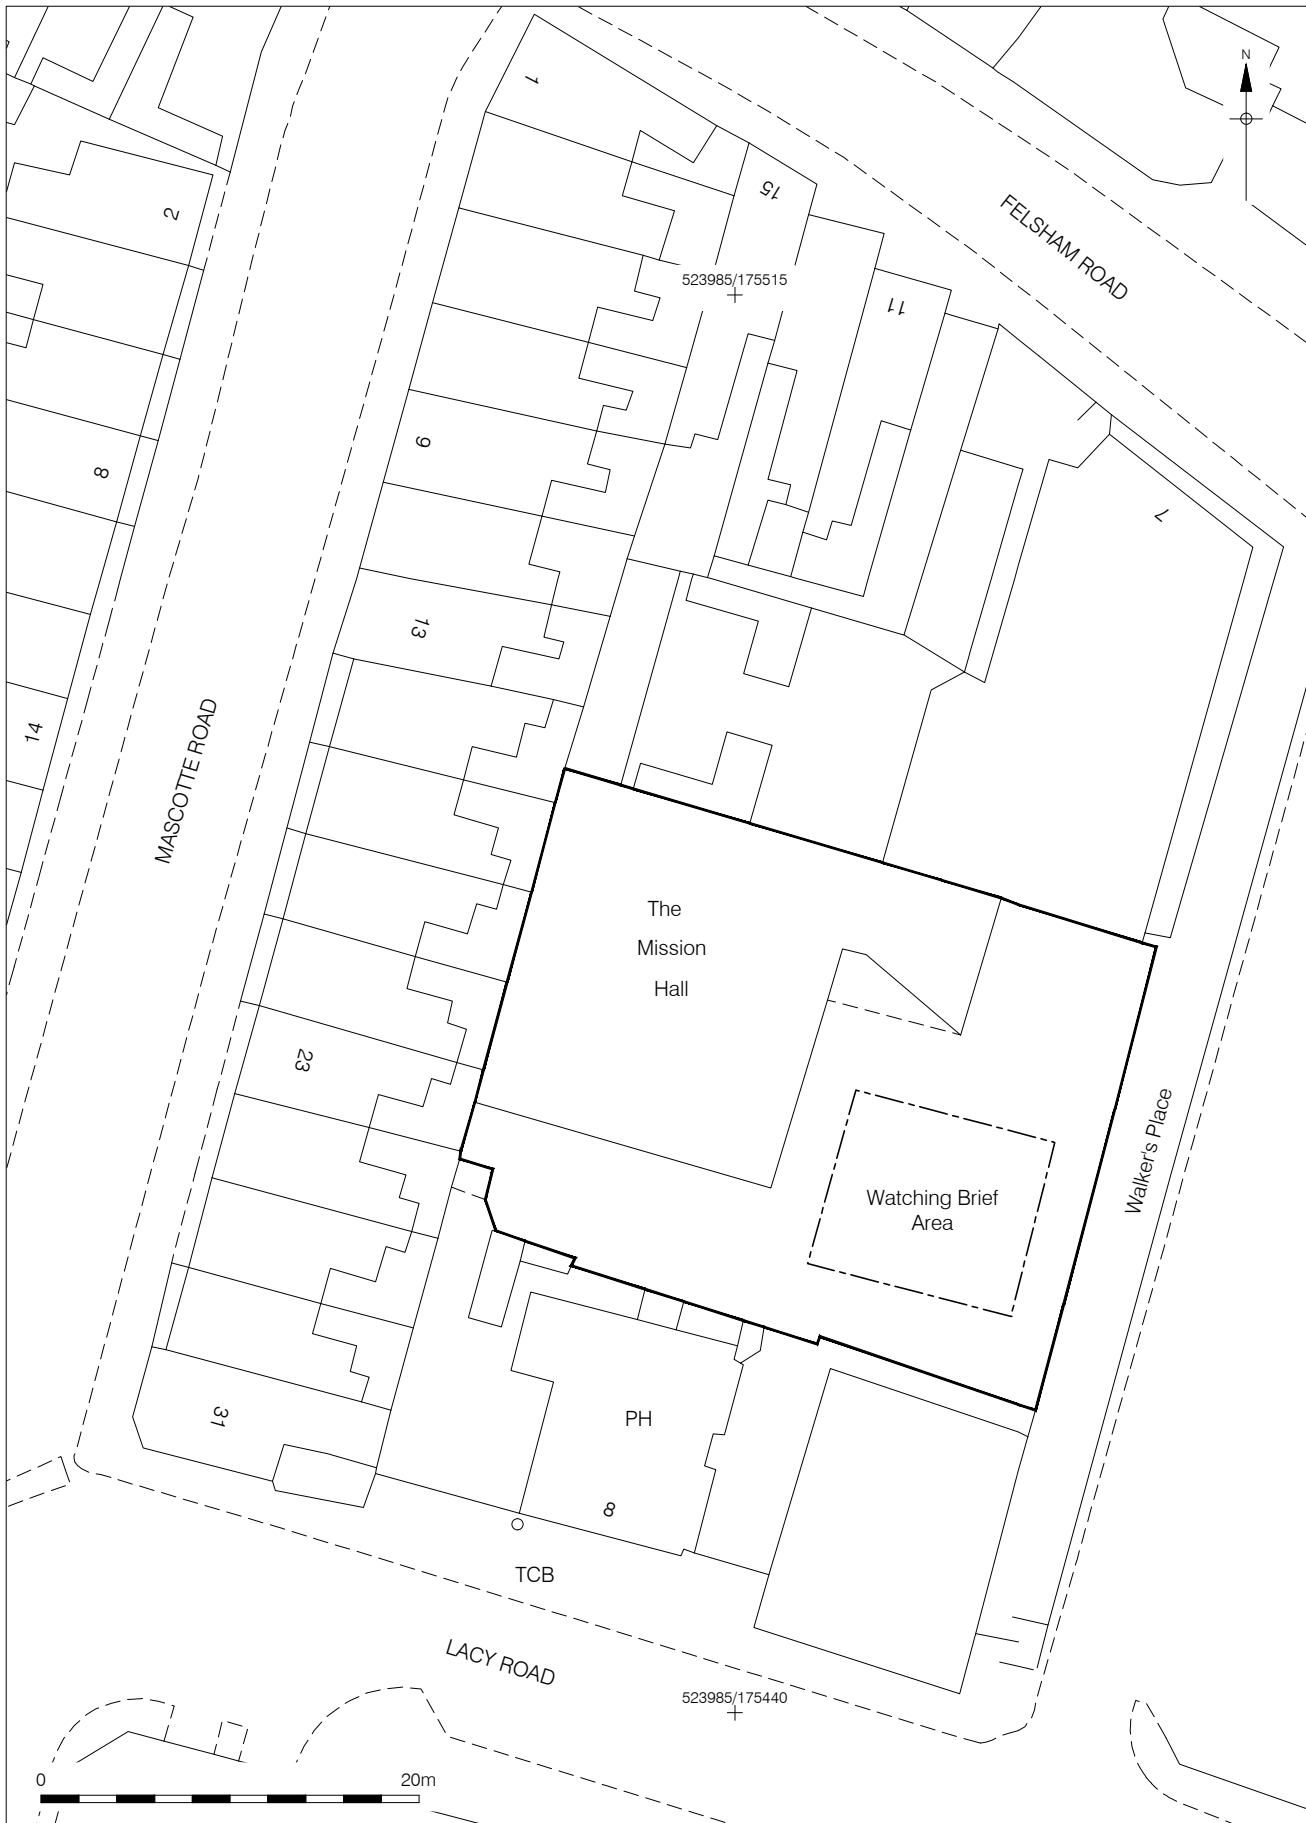 N
1
15
2
FELSHAM ROAD
523985/175515
11
9
8
7
13
14
MASCOTTE ROAD
The
Mission
Hall
23
Walker's Place
Watching Brief
Area
31
PH
8
TCB
LACY ROAD
523985/175440
0
20m